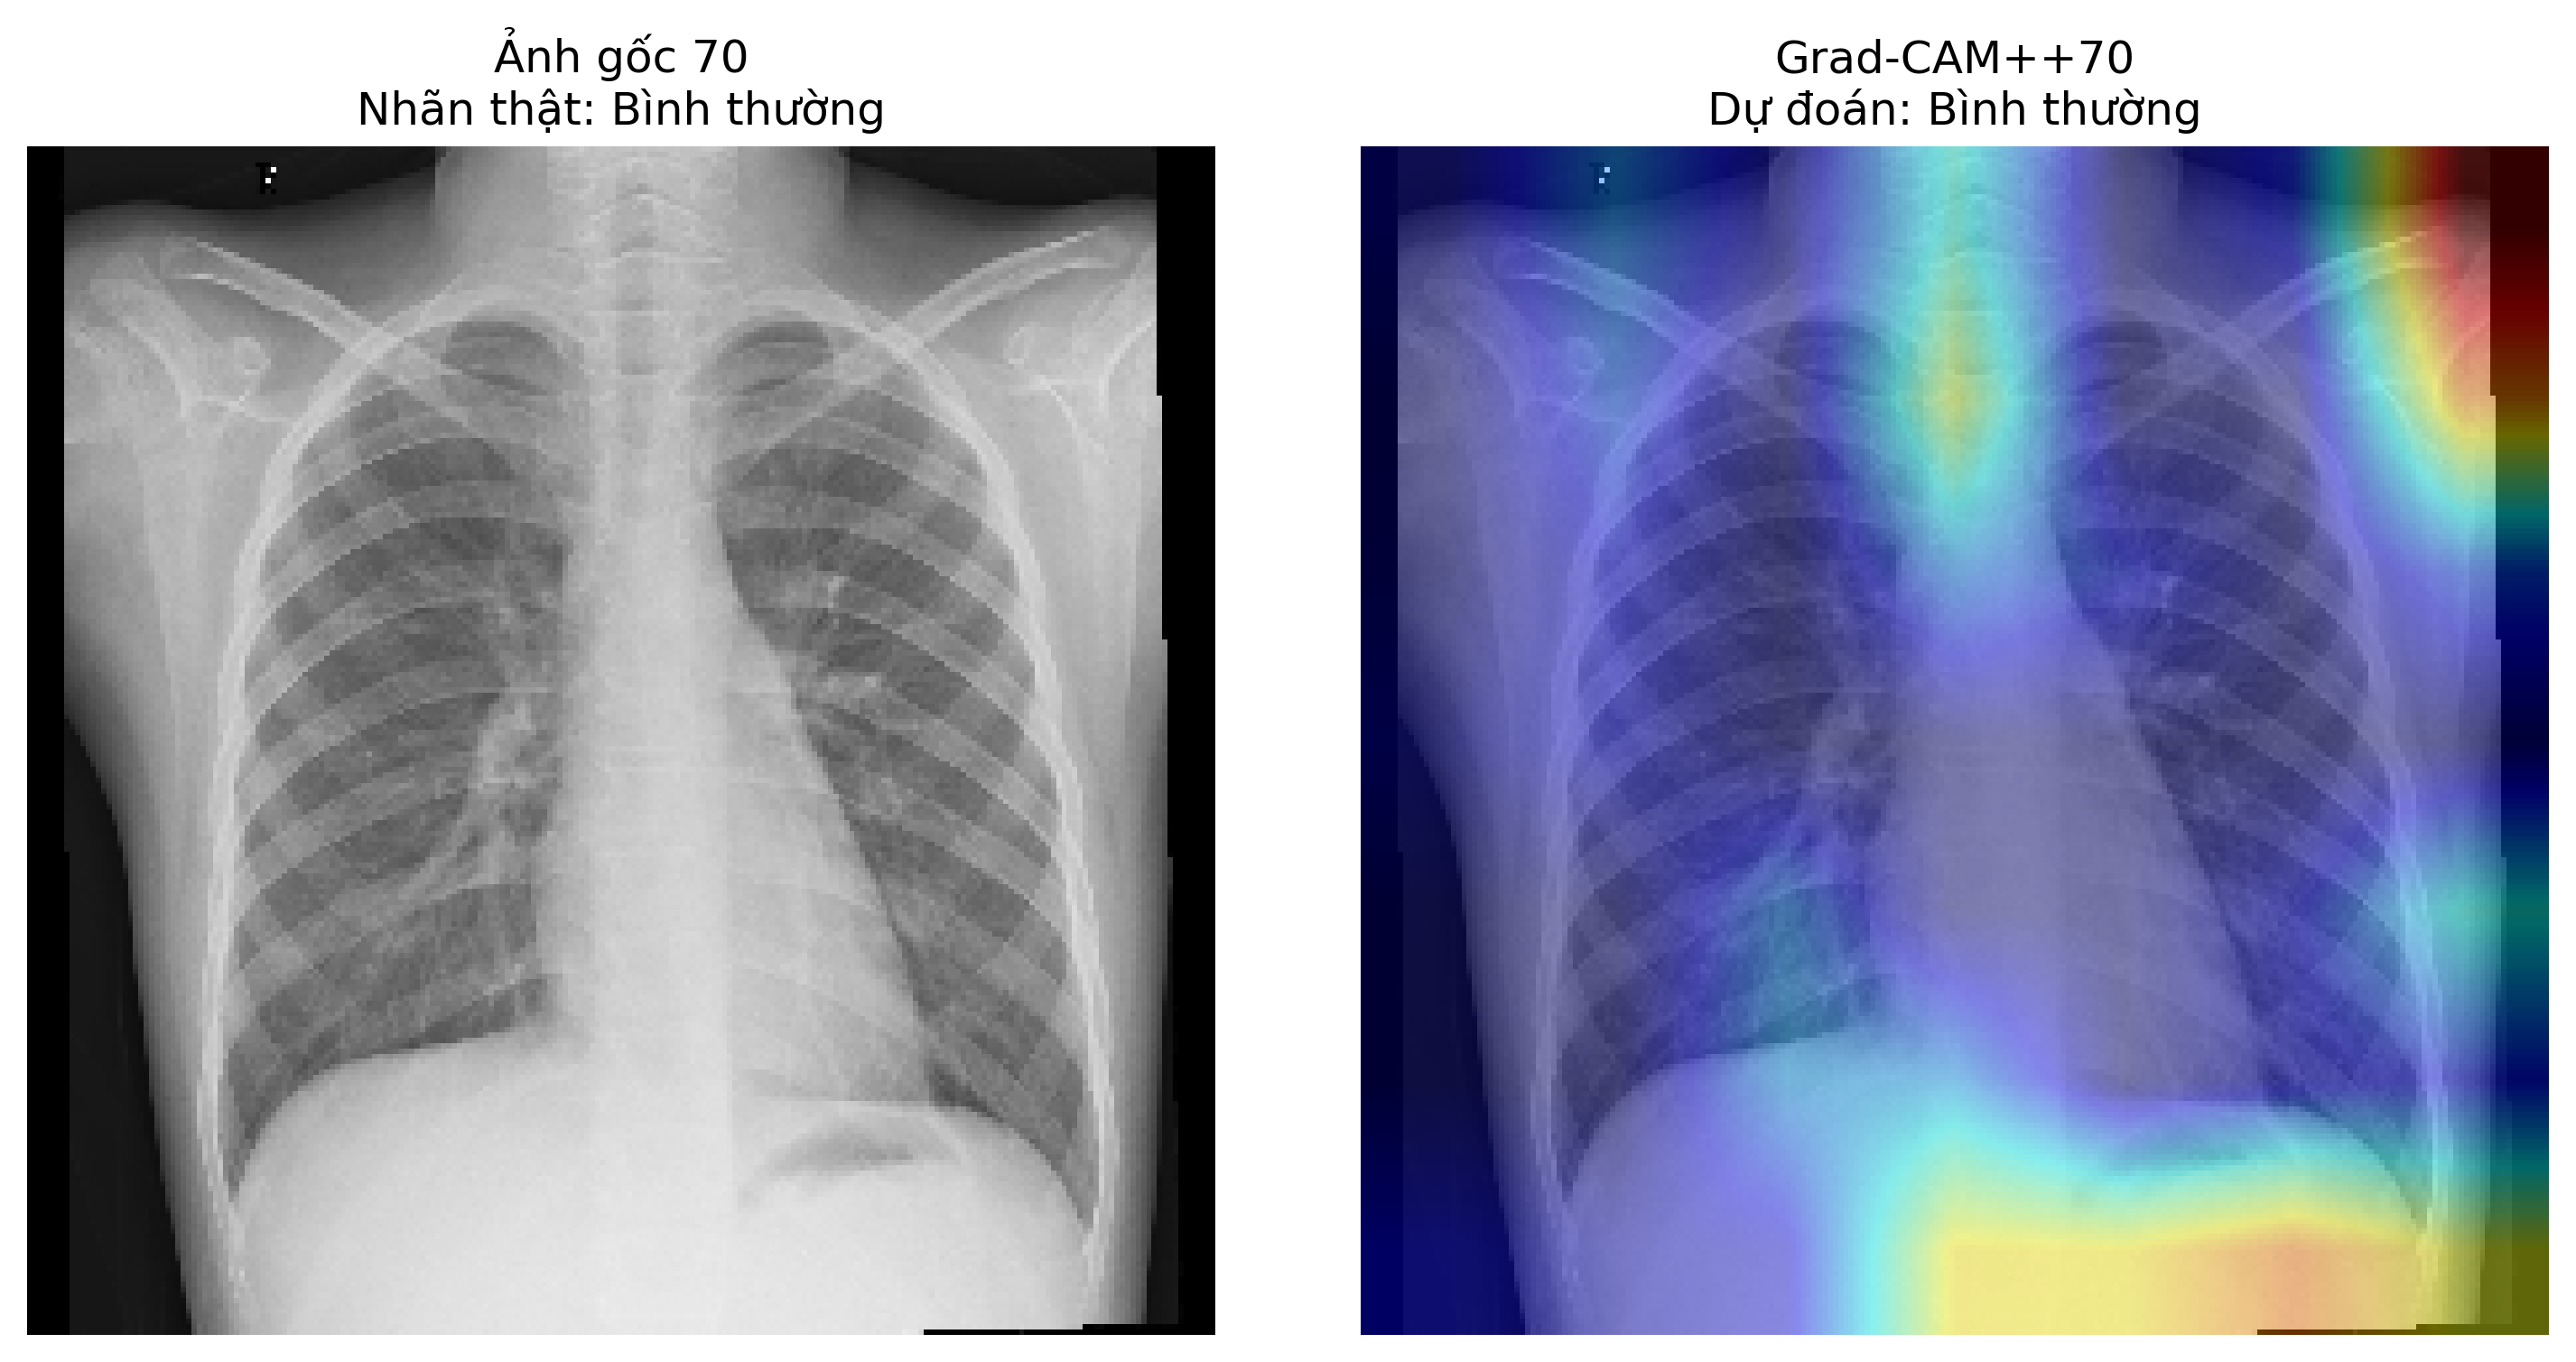 Ảnh gốc 70
Nhãn thật: Bình thường
Grad-CAM++70
Dự đoán: Bình thường